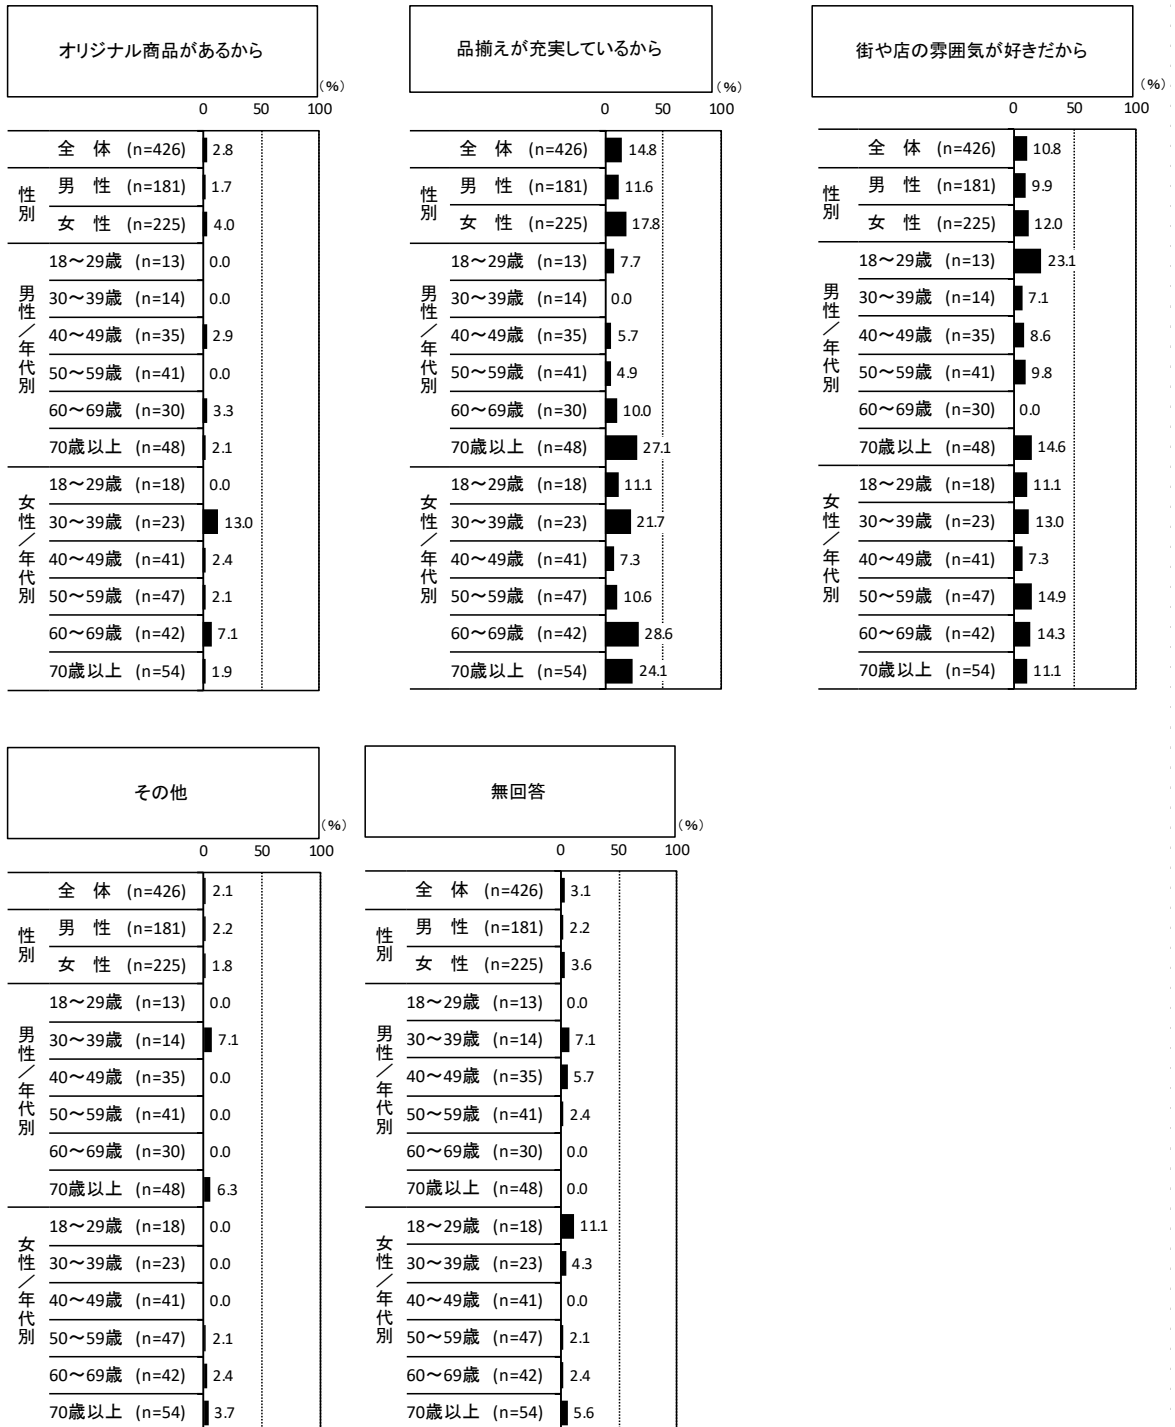 オリジナル商品があるから
(%)
0 50 100
全 体 (n=426) 2.8
性別
男 性 (n=181) 1.7
女 性 (n=225) 4.0
男性/年代別
18～29歳 (n=13) 0.0
30～39歳 (n=14) 0.0
40～49歳 (n=35) 2.9
50～59歳 (n=41) 0.0
60～69歳 (n=30) 3.3
70歳以上 (n=48) 2.1
女性/年代別
18～29歳 (n=18) 0.0
30～39歳 (n=23) 13.0
40～49歳 (n=41) 2.4
50～59歳 (n=47) 2.1
60～69歳 (n=42) 7.1
70歳以上 (n=54) 1.9
品揃えが充実しているから
(%)
0 50 100
全 体 (n=426) 14.8
性別
男 性 (n=181) 11.6
女 性 (n=225) 17.8
男性/年代別
18～29歳 (n=13) 7.7
30～39歳 (n=14) 0.0
40～49歳 (n=35) 5.7
50～59歳 (n=41) 4.9
60～69歳 (n=30) 10.0
70歳以上 (n=48) 27.1
女性/年代別
18～29歳 (n=18) 11.1
30～39歳 (n=23) 21.7
40～49歳 (n=41) 7.3
50～59歳 (n=47) 10.6
60～69歳 (n=42) 28.6
70歳以上 (n=54) 24.1
街や店の雰囲気が好きだから
(%)
0 50 100
全 体 (n=426) 10.8
性別
男 性 (n=181) 9.9
女 性 (n=225) 12.0
男性/年代別
18～29歳 (n=13) 23.1
30～39歳 (n=14) 7.1
40～49歳 (n=35) 8.6
50～59歳 (n=41) 9.8
60～69歳 (n=30) 0.0
70歳以上 (n=48) 14.6
女性/年代別
18～29歳 (n=18) 11.1
30～39歳 (n=23) 13.0
40～49歳 (n=41) 7.3
50～59歳 (n=47) 14.9
60～69歳 (n=42) 14.3
70歳以上 (n=54) 11.1
その他
(%)
0 50 100
全 体 (n=426) 2.1
性別
男 性 (n=181) 2.2
女 性 (n=225) 1.8
男性/年代別
18～29歳 (n=13) 0.0
30～39歳 (n=14) 7.1
40～49歳 (n=35) 0.0
50～59歳 (n=41) 0.0
60～69歳 (n=30) 0.0
70歳以上 (n=48) 6.3
女性/年代別
18～29歳 (n=18) 0.0
30～39歳 (n=23) 0.0
40～49歳 (n=41) 0.0
50～59歳 (n=47) 2.1
60～69歳 (n=42) 2.4
70歳以上 (n=54) 3.7
無回答
(%)
0 50 100
全 体 (n=426) 3.1
性別
男 性 (n=181) 2.2
女 性 (n=225) 3.6
男性/年代別
18～29歳 (n=13) 0.0
30～39歳 (n=14) 7.1
40～49歳 (n=35) 5.7
50～59歳 (n=41) 2.4
60～69歳 (n=30) 0.0
70歳以上 (n=48) 0.0
女性/年代別
18～29歳 (n=18) 11.1
30～39歳 (n=23) 4.3
40～49歳 (n=41) 0.0
50～59歳 (n=47) 2.1
60～69歳 (n=42) 2.4
70歳以上 (n=54) 5.6